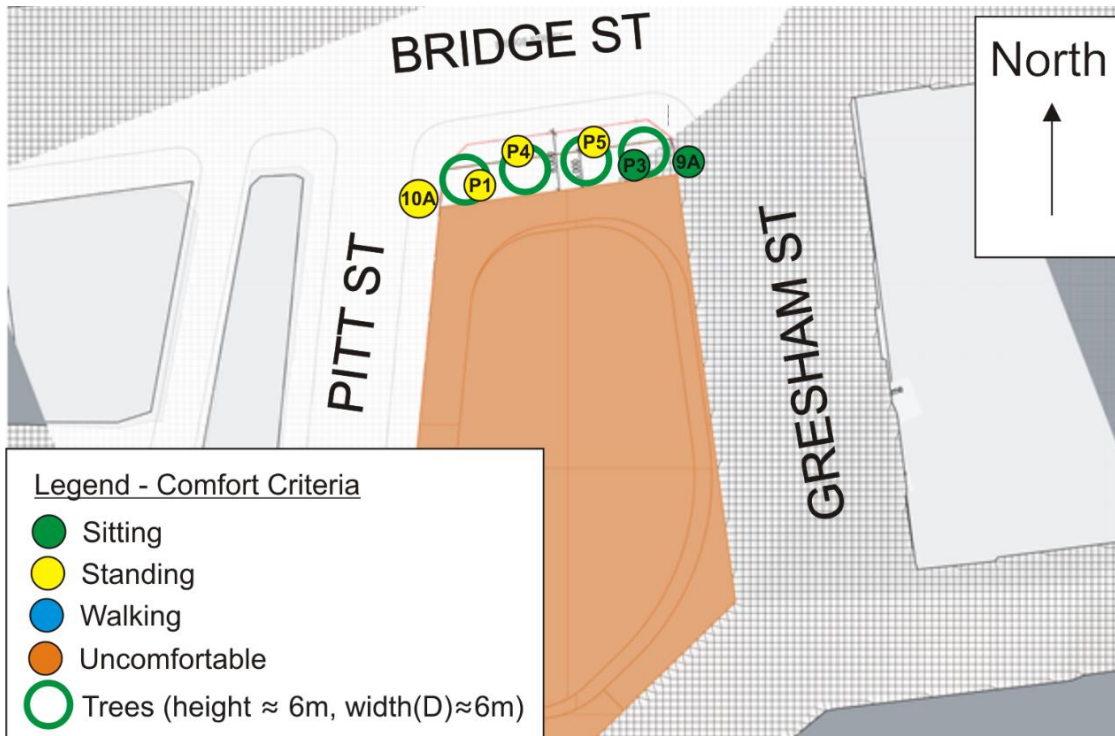 BRIDGE ST
North
P4
P5
P3
9A
P1
10A
PITT ST
GRESHAM ST
Legend - Comfort Criteria
Sitting
Standing
Walking
Uncomfortable
Trees (height ≈ 6m, width(D)≈6m)